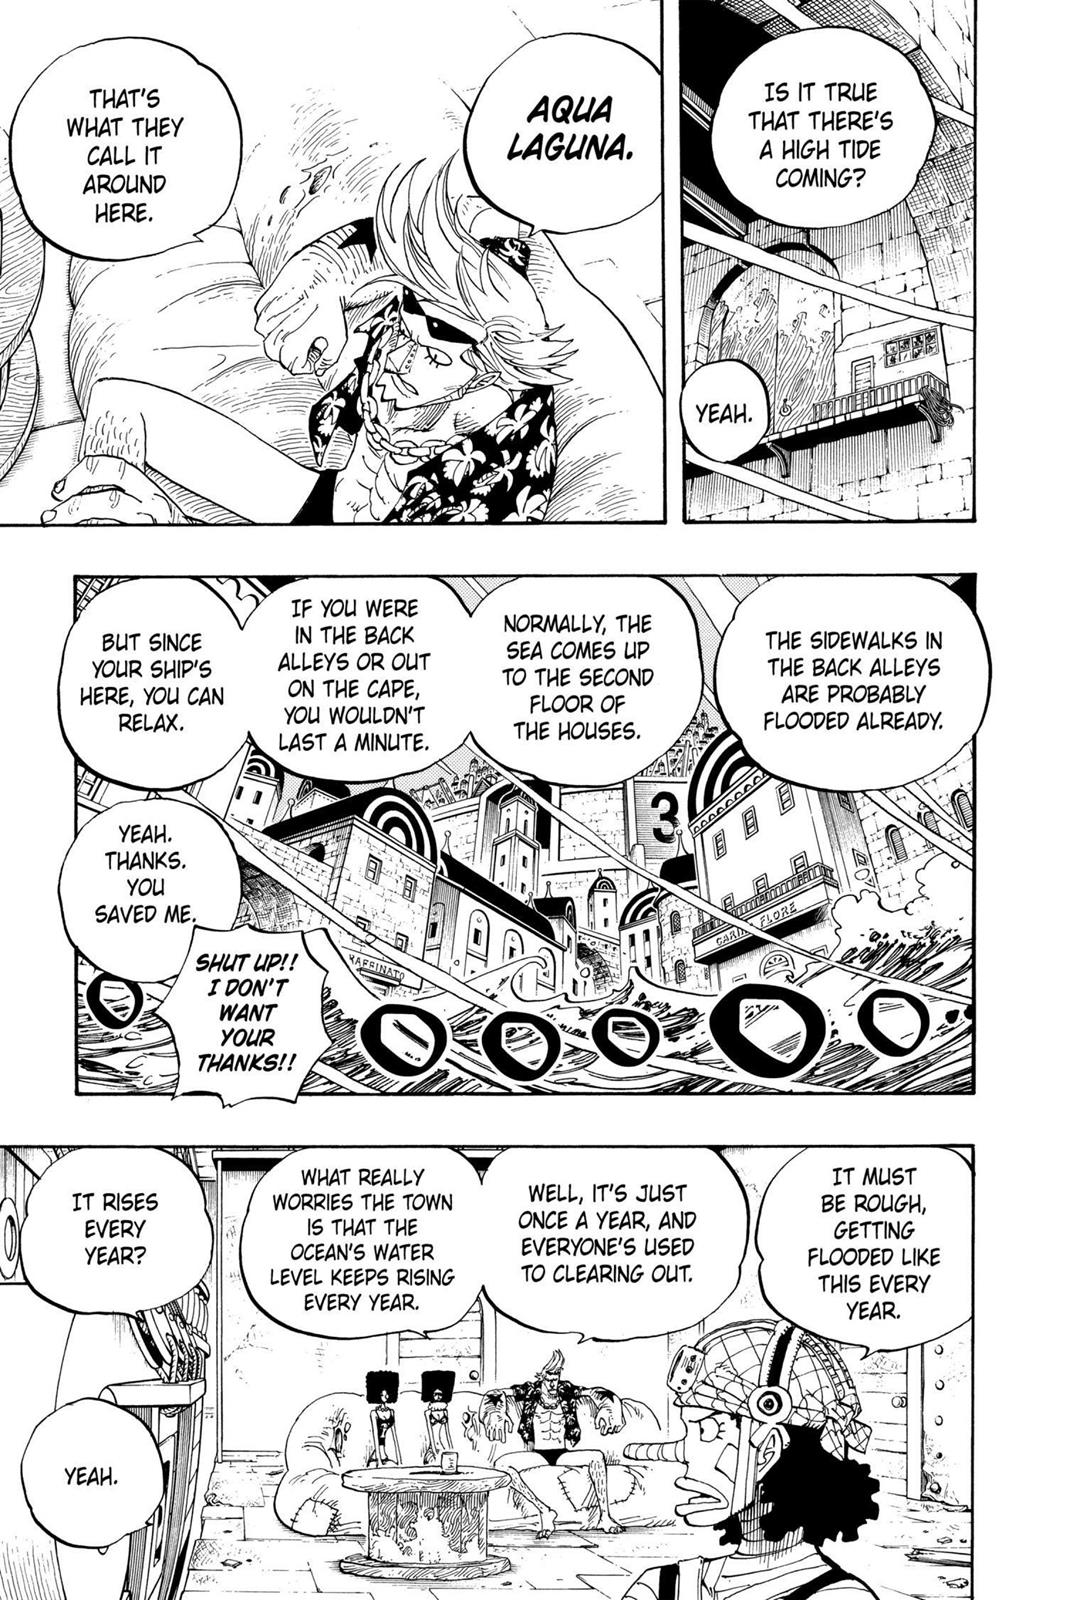 IS IT TRUE
THAT THERE'S
A HIGH TIDE
COMING?
YEAH.
AQUA
LAGUNA.
THAT'S
WHAT THEY
CALL IT
AROUND
HERE.
THE SIDEWALKS IN
THE BACK ALLEYS
ARE PROBABLY
FLOODED ALREADY.
NORMALLY, THE
SEA COMES UP
TO THE SECOND
FLOOR OF
THE HOUSES.
IF YOU WERE
IN THE BACK
ALLEYS OR OUT
ON THE CAPE,
YOU WOULDN'T
LAST A MINUTE.
BUT SINCE
YOUR SHIP'S
HERE, YOU CAN
RELAX.
YEAH.
THANKS.
YOU
SAVED ME.
SHUT UP!!
I DON'T
WANT
YOUR
THANKS!!
3
FLORE
RAFFINATO
IT MUST
BE ROUGH,
GETTING
FLOODED LIKE
THIS EVERY
YEAR.
WELL, IT'S JUST
ONCE A YEAR, AND
EVERYONE'S USED
TO CLEARING OUT.
WHAT REALLY
WORRIES THE TOWN
IS THAT THE
OCEAN'S WATER
LEVEL KEEPS RISING
EVERY YEAR.
IT RISES
EVERY
YEAR?
YEAH.